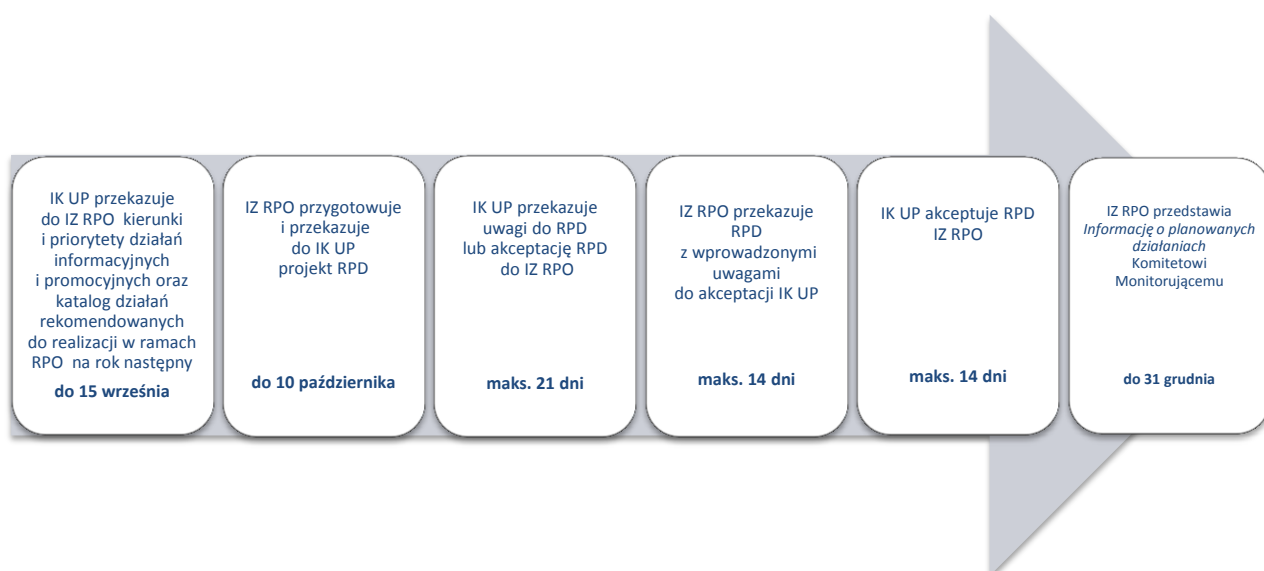 IK UP przekazuje
do IZ RPO kierunki
i priorytety działań
informacyjnych
i promocyjnych oraz
katalog działań
rekomendowanych
do realizacji w ramach
RPO na rok następny
do 15 września
IZ RPO przygotowuje
i przekazuje
do IK UP
projekt RPD
do 10 października
IK UP przekazuje
uwagi do RPD
lub akceptację RPD
do IZ RPO
maks. 21 dni
IZ RPO przekazuje
RPD
z wprowadzonymi
uwagami
do akceptacji IK UP
maks. 14 dni
IK UP akceptuje RPD
IZ RPO
maks. 14 dni
IZ RPO przedstawia
Informację o planowanych
działaniach
Komitetowi
Monitorującemu
do 31 grudnia